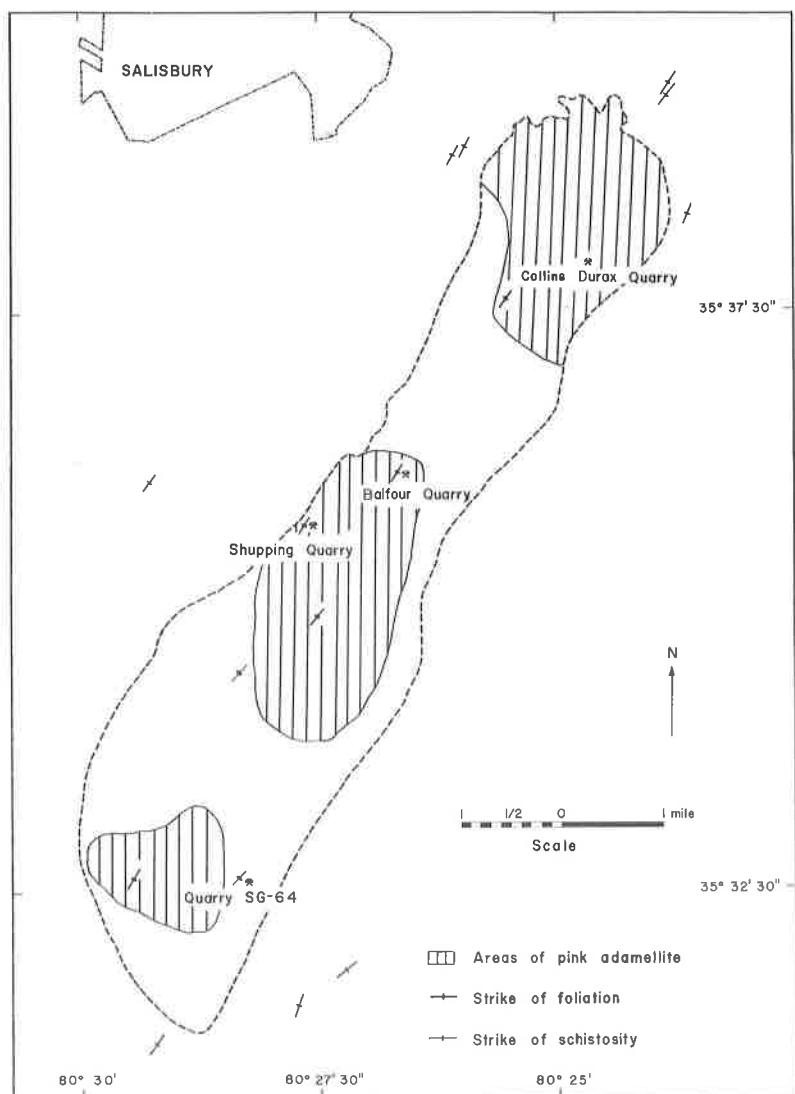 SALISBURY
Collins Durax Quarry
35° 37' 30"
Balfour Quarry
Shupping Quarry
N
1 1/2 0 1 mile
Scale
Quarry SG-64
35° 32' 30"
Areas of pink adamellite
Strike of foliation
Strike of schistosity
80° 30' 80° 27' 30" 80° 25'